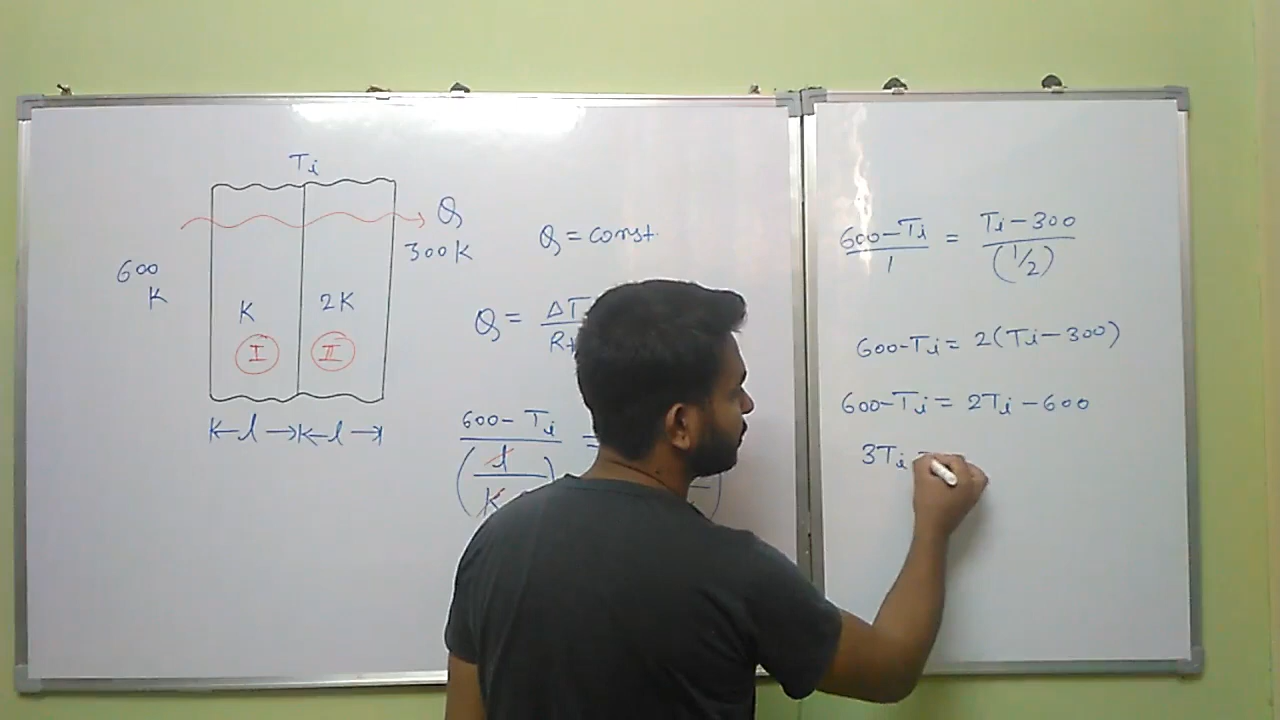 Ti
Q
300K
600
K
K
2K
I
II
l
l
Q = const.
Q = ΔT
R
600 - Ti =
l
K
600-Ti = Ti-300
1 (1/2)
600-Ti = 2(Ti-300)
600-Ti = 2Ti-600
3Ti